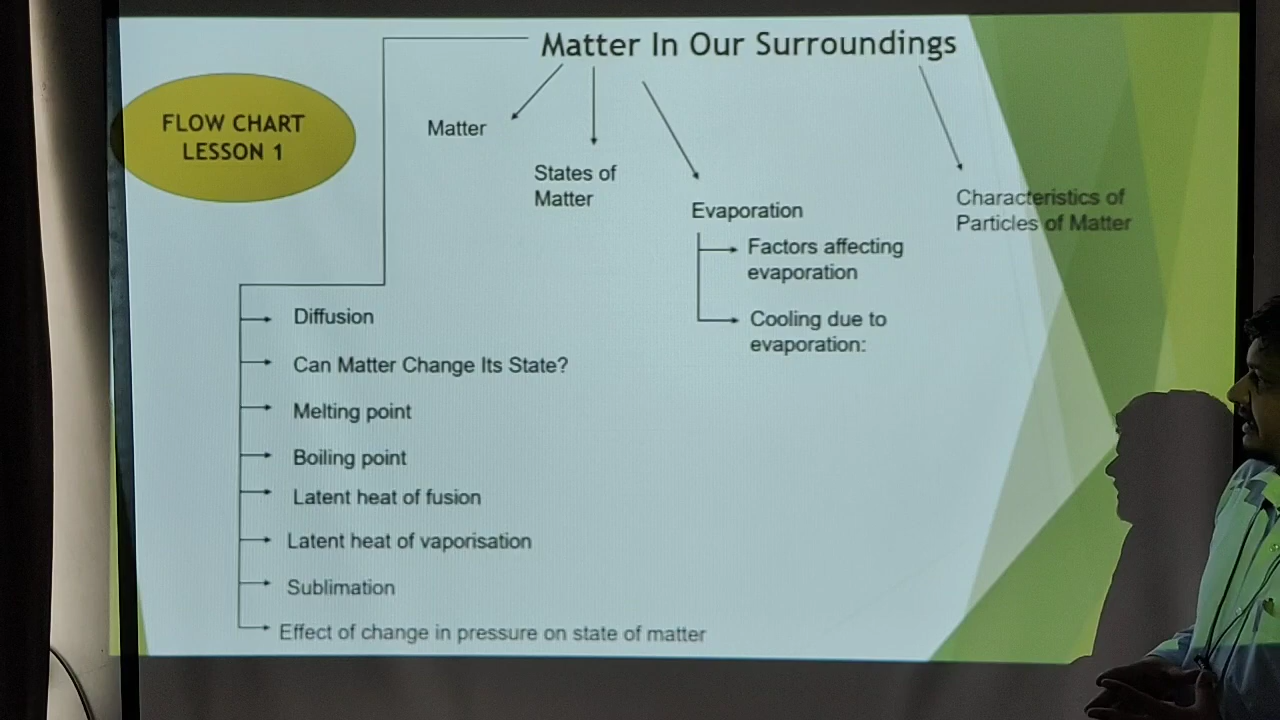 Matter In Our Surroundings
FLOW CHART
LESSON 1
Matter
States of
Matter
Evaporation
Factors affecting
evaporation
Cooling due to
evaporation:
Characteristics of
Particles of Matter
Diffusion
Can Matter Change Its State?
Melting point
Boiling point
Latent heat of fusion
Latent heat of vaporisation
Sublimation
Effect of change in pressure on state of matter